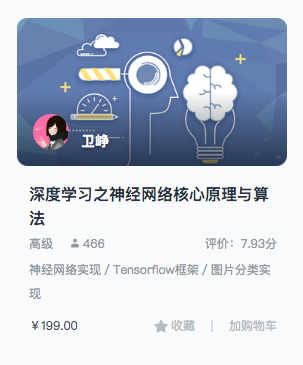 卫峥
深度学习之神经网络核心原理与算
法
高级 466 评价：7.93分
神经网络实现 / Tensorflow框架 / 图片分类实
现
￥199.00 收藏 | 加购物车